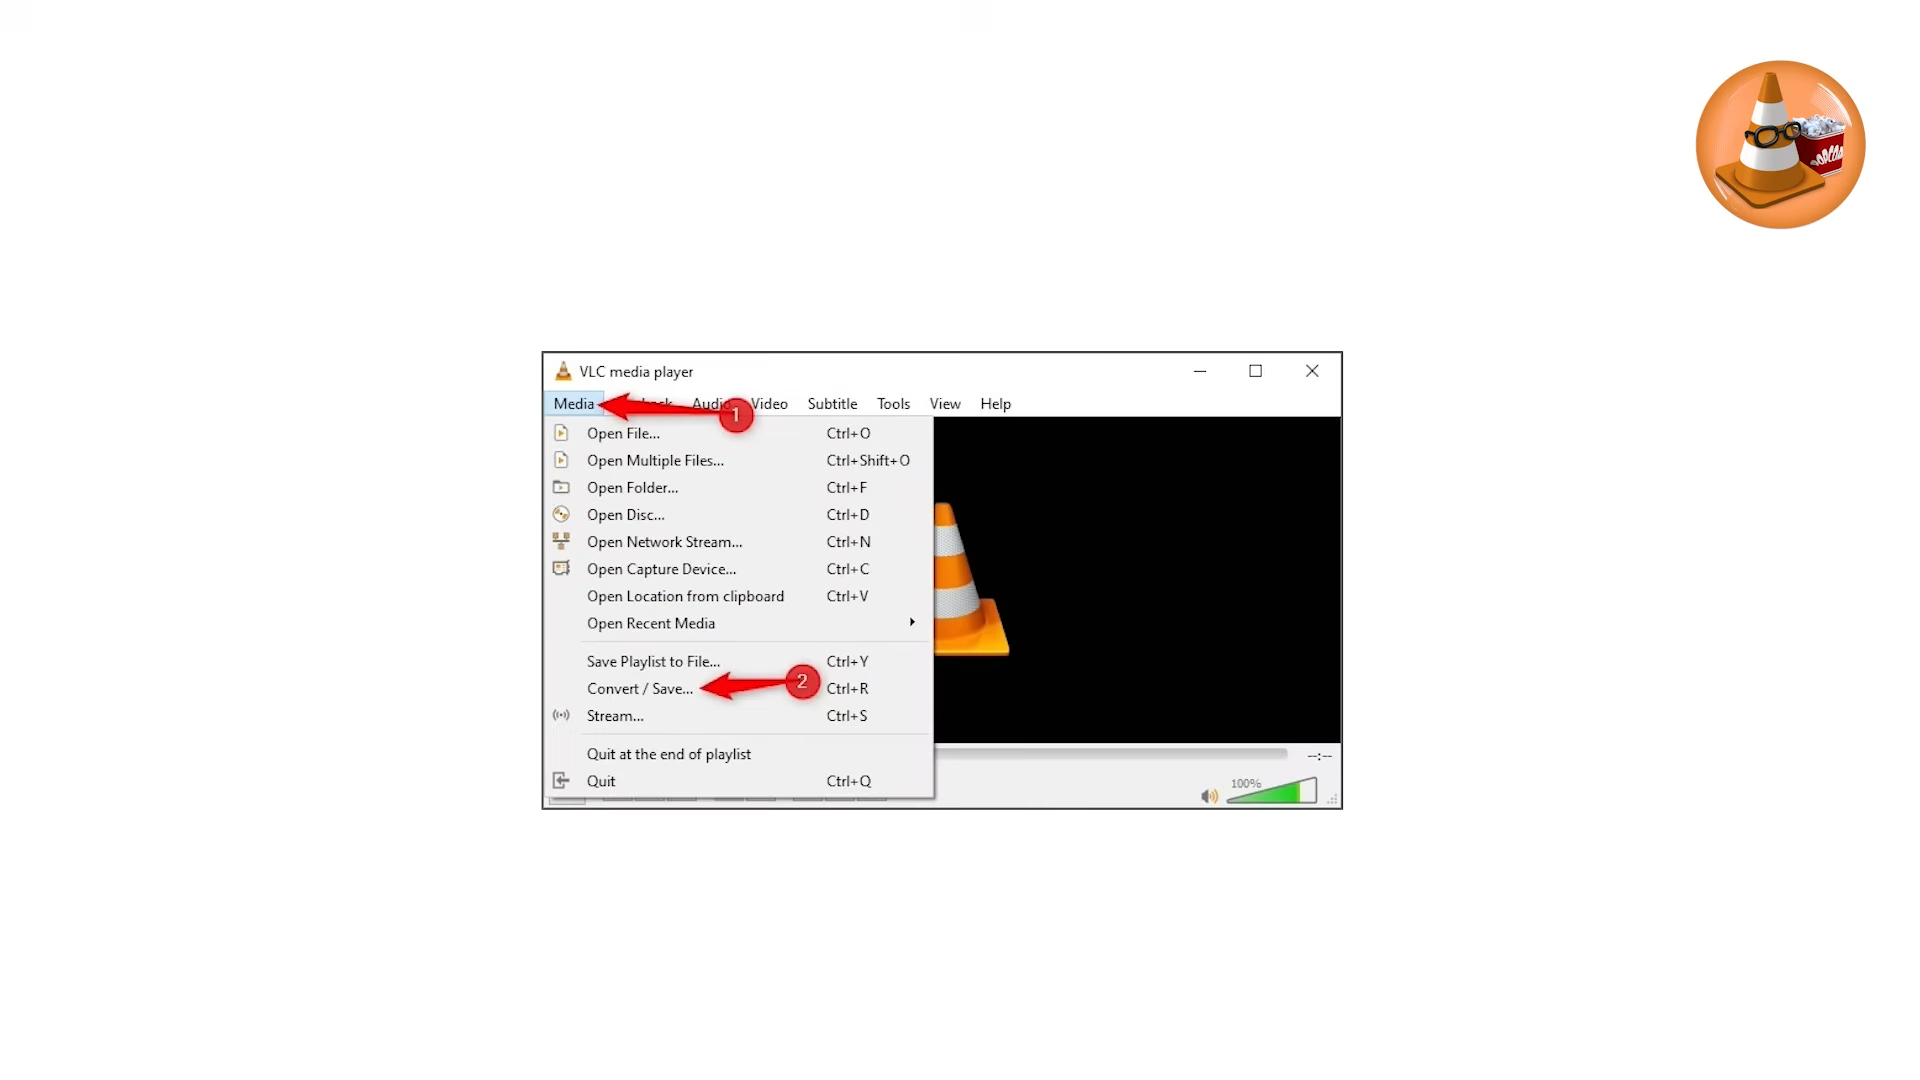 VLC media player
Media Audio Video Subtitle Tools View Help
1
Open File... Ctrl+O
Open Multiple Files... Ctrl+Shift+O
Open Folder... Ctrl+F
Open Disc... Ctrl+D
Open Network Stream... Ctrl+N
Open Capture Device... Ctrl+C
Open Location from clipboard Ctrl+V
Open Recent Media
Save Playlist to File... Ctrl+Y
Convert / Save... 2 Ctrl+R
Stream... Ctrl+S
Quit at the end of playlist
--:--
Quit Ctrl+Q
100%